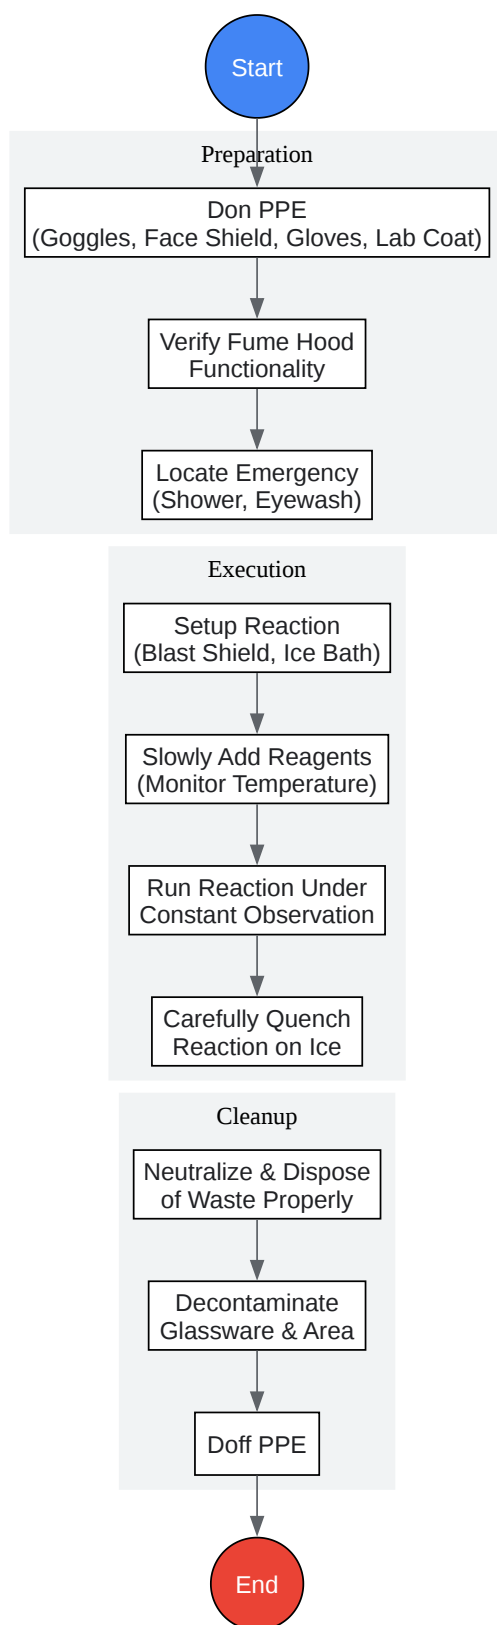 Start
Preparation
Don PPE
(Goggles, Face Shield, Gloves, Lab Coat)
Verify Fume Hood
Functionality
Locate Emergency
(Shower, Eyewash)
Execution
Setup Reaction
(Blast Shield, Ice Bath)
Slowly Add Reagents
(Monitor Temperature)
Run Reaction Under
Constant Observation
Carefully Quench
Reaction on Ice
Cleanup
Neutralize & Dispose
of Waste Properly
Decontaminate
Glassware & Area
Doff PPE
End